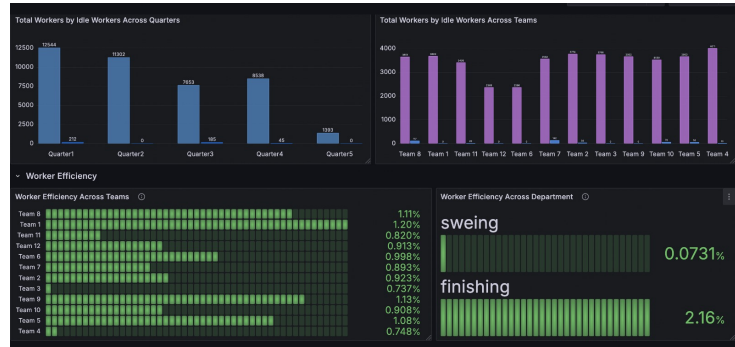 Total Workers by Idle Workers Across Quarters
12500
10000
7500
5000
2500
0
12544
212
11302
0
7653
165
8538
45
1393
0
Quarter1
Quarter2
Quarter3
Quarter4
Quarter5
Total Workers by Idle Workers Across Teams
4000
3000
2000
1000
0
Team 8
Team 1
Team 11
Team 12
Team 6
Team 7
Team 2
Team 3
Team 9
Team 10
Team 5
Team 4
Worker Efficiency
Worker Efficiency Across Teams
Team 8 1.11%
Team 1 1.20%
Team 11 0.820%
Team 12 0.913%
Team 6 0.998%
Team 7 0.893%
Team 2 0.923%
Team 3 0.737%
Team 9 1.13%
Team 10 0.908%
Team 5 1.08%
Team 4 0.748%
Worker Efficiency Across Department
sweing
0.0731%
finishing
2.16%